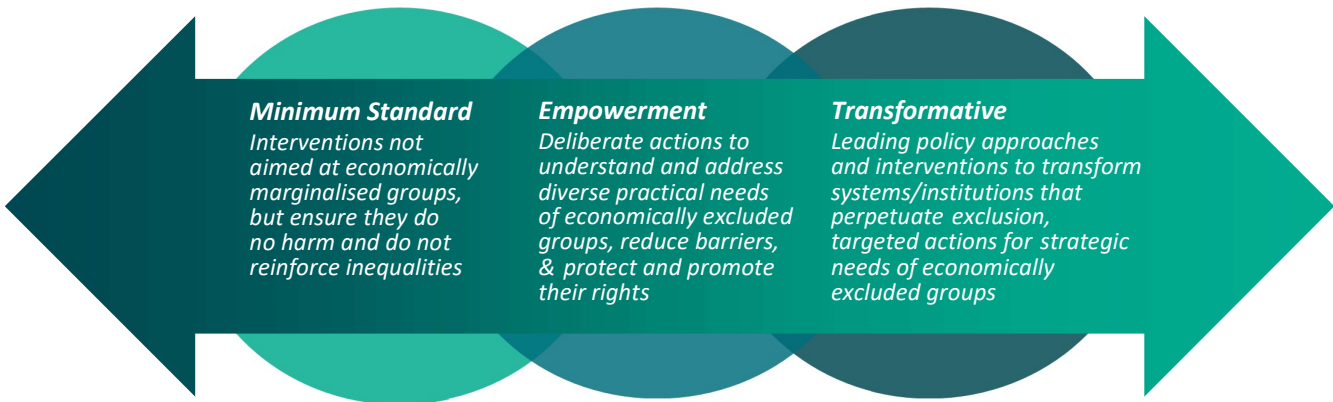 Minimum Standard
Interventions not
aimed at economically
marginalised groups,
but ensure they do
no harm and do not
reinforce inequalities
Empowerment
Deliberate actions to
understand and address
diverse practical needs
of economically excluded
groups, reduce barriers,
& protect and promote
their rights
Transformative
Leading policy approaches
and interventions to transform
systems/institutions that
perpetuate exclusion,
targeted actions for strategic
needs of economically
excluded groups